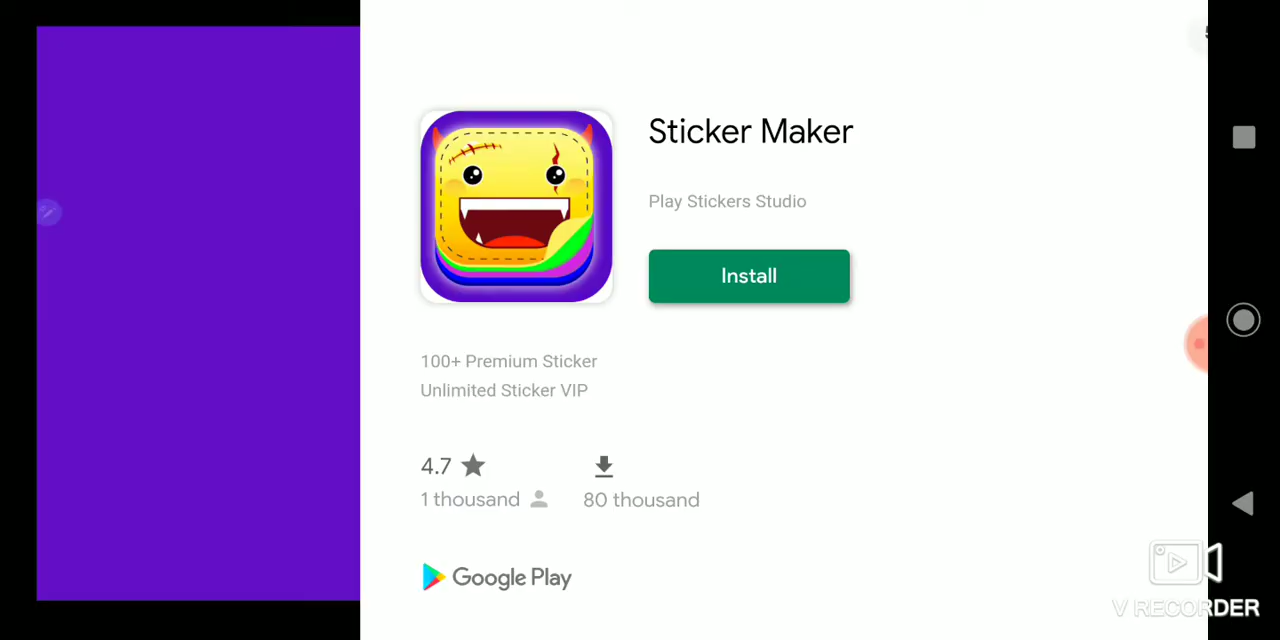 Sticker Maker
Play Stickers Studio
Install
100+ Premium Sticker
Unlimited Sticker VIP
4.7
1 thousand
80 thousand
Google Play
V RECORDER